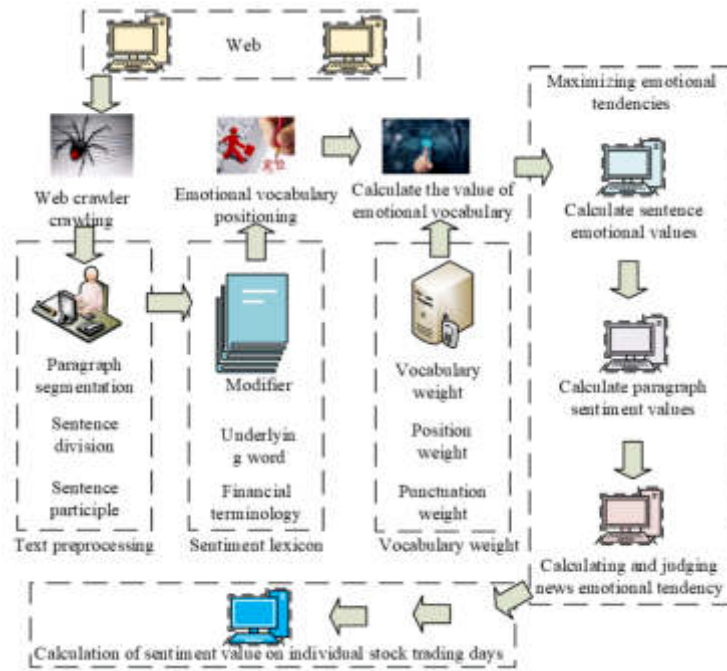 Web
Maximizing emotional
tendencies
Web crawler
crawling
Emotional vocabulary
positioning
Calculate the value of
emotional vocabulary
Calculate sentence
emotional values
Paragraph
segmentation
Sentence
division
Sentence
participle
Text preprocessing
Modifier
Underlyin
g word
Financial
terminology
Sentiment lexicon
Vocabulary
weight
Position
weight
Punctuation
weight
Vocabulary weight
Calculate paragraph
sentiment values
Calculating and judging
news emotional tendency
Calculation of sentiment value on individual stock trading days